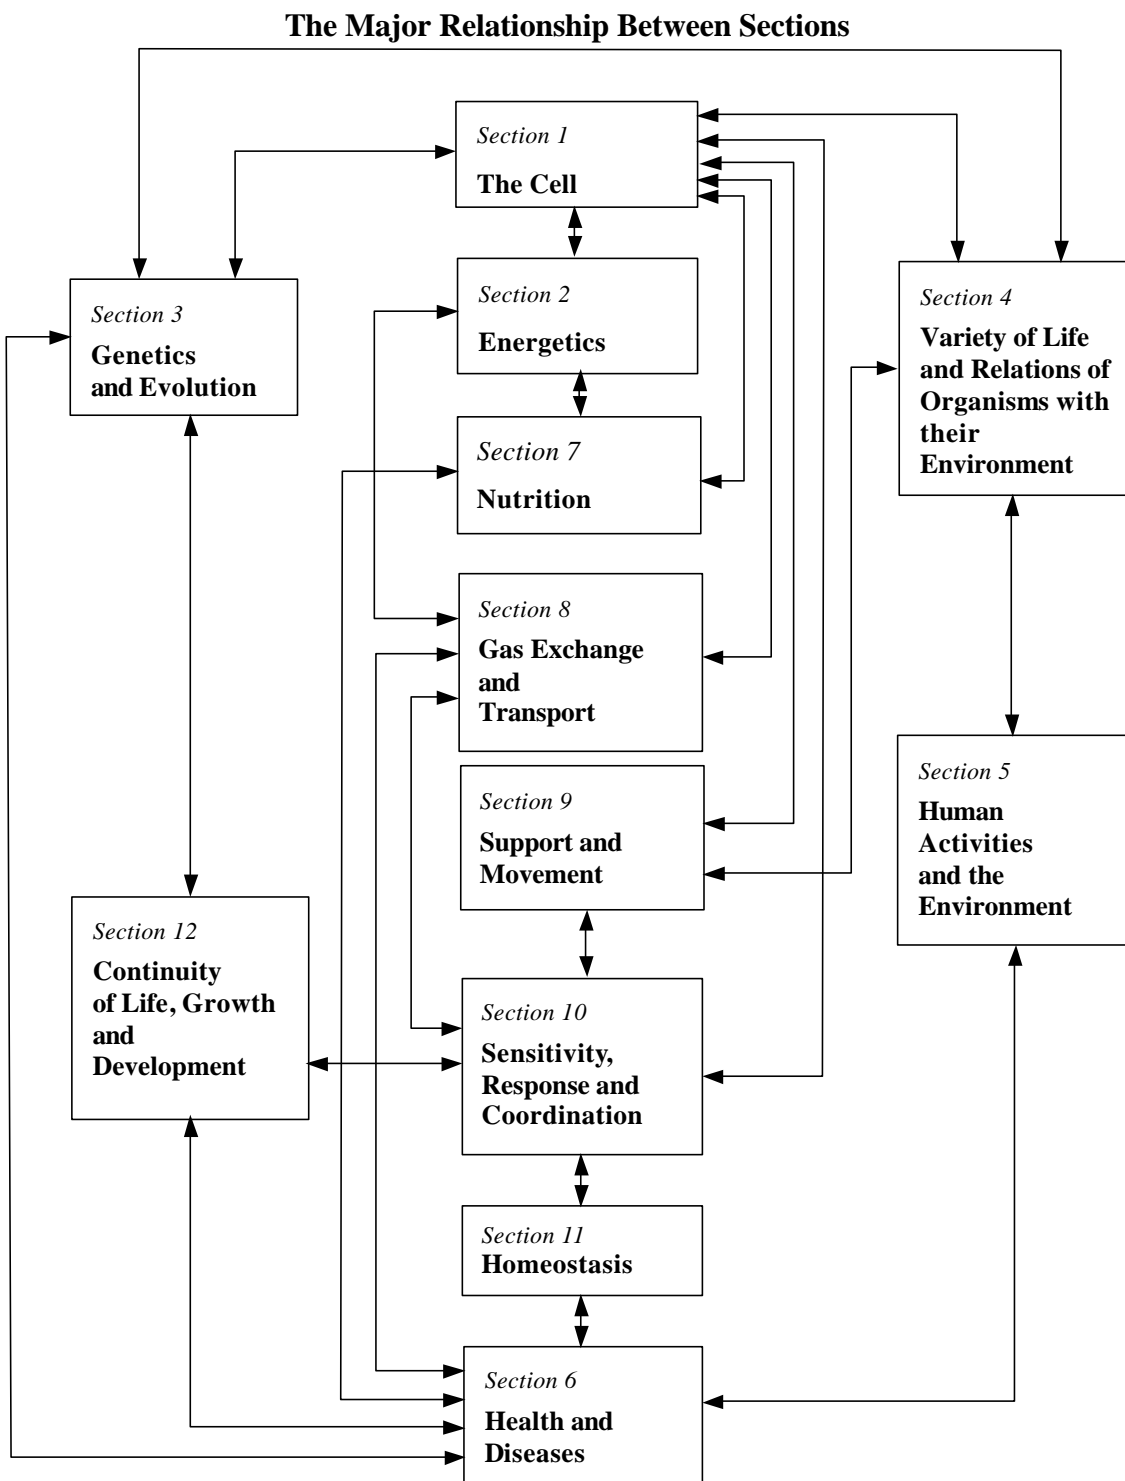 The Major Relationship Between Sections
Section 1
The Cell
Section 2
Energetics
Section 3
Genetics
and Evolution
Section 4
Variety of Life
and Relations of
Organisms with
their
Environment
Section 7
Nutrition
Section 8
Gas Exchange
and
Transport
Section 5
Human
Activities
and the
Environment
Section 9
Support and
Movement
Section 12
Continuity
of Life, Growth
and
Development
Section 10
Sensitivity,
Response and
Coordination
Section 11
Homeostasis
Section 6
Health and
Diseases